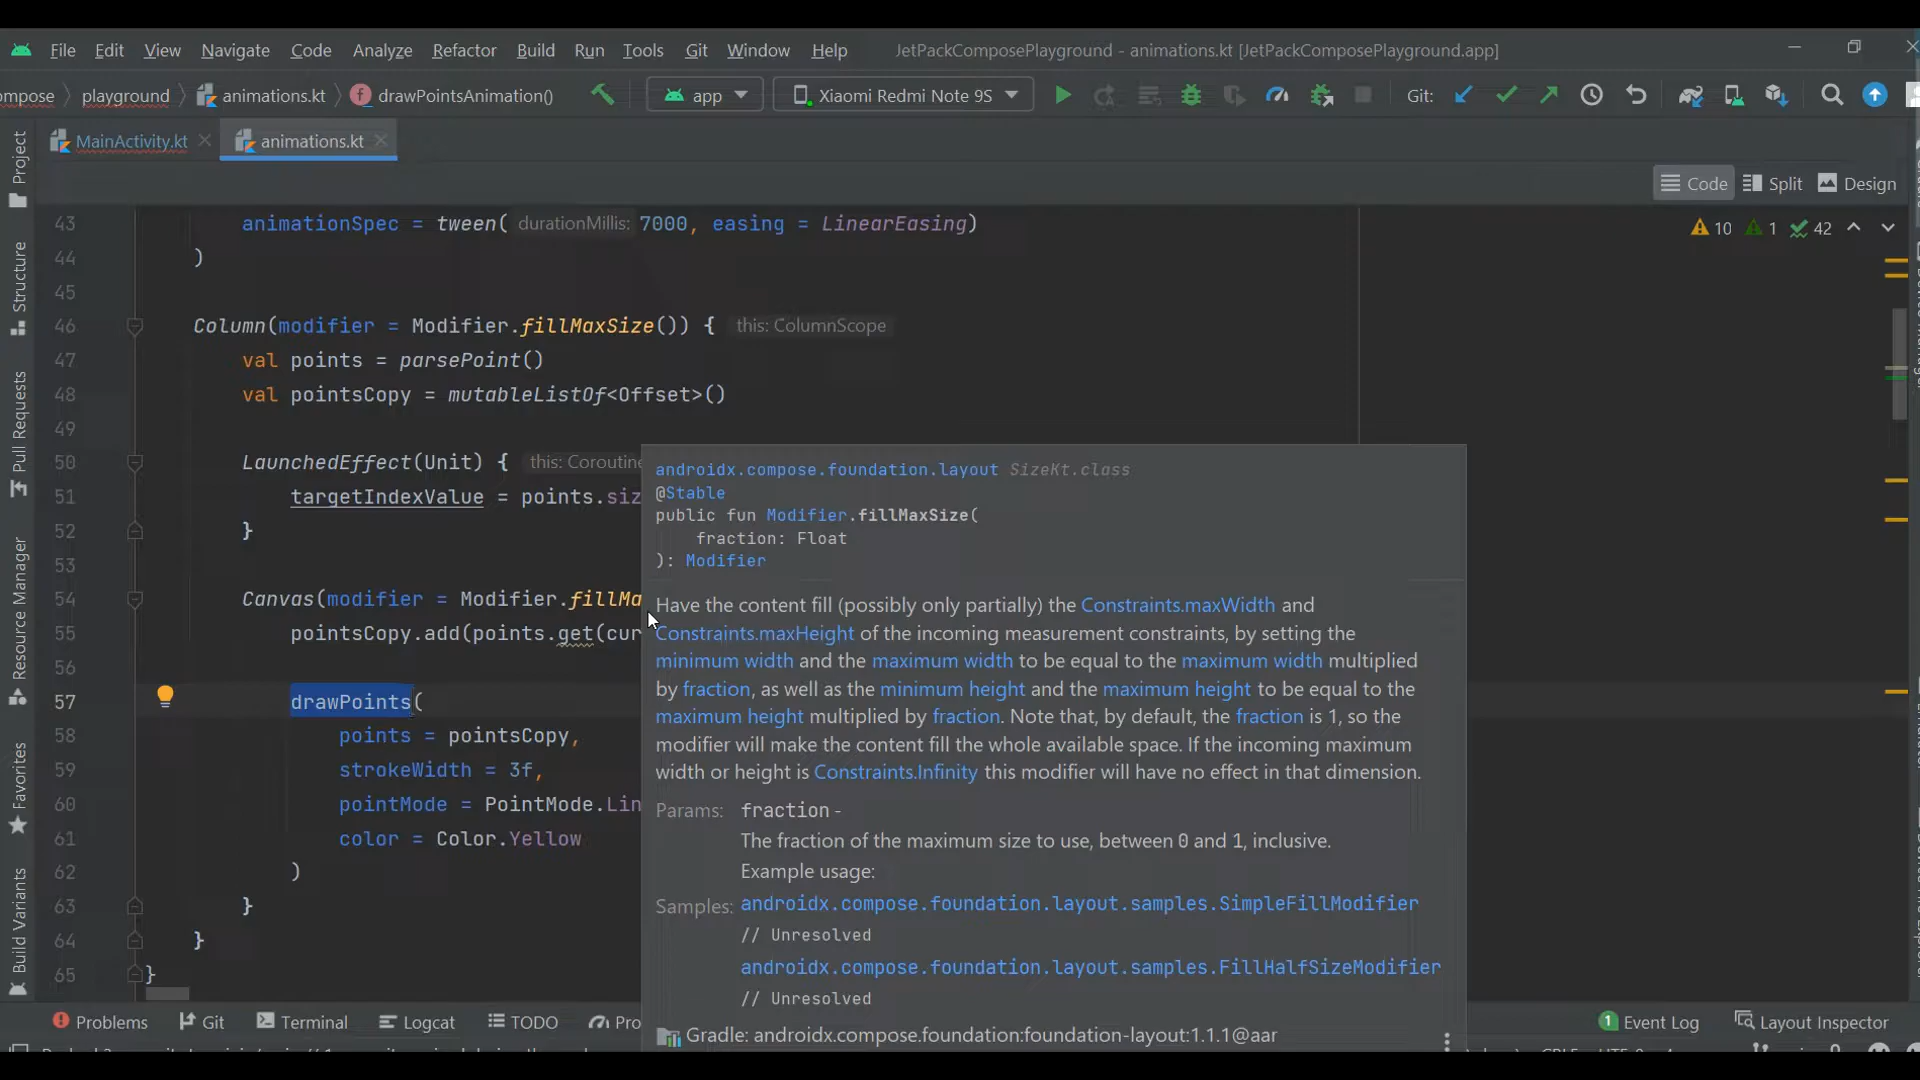 File Edit View Navigate Code Analyze Refactor Build Run Tools Git Window Help JetPackComposePlayground - animations.kt [JetPackComposePlayground.app]
playground animations.kt drawPointsAnimation() app Xiaomi Redmi Note 9S Git:
MainActivity.kt animations.kt
Code Split Design
10 1 42
Project
Structure
Pull Requests
Resource Manager
Favorites
Build Variants
43 animationSpec = tween( durationMillis: 7000, easing = LinearEasing)
44 )
45
46 Column(modifier = Modifier.fillMaxSize()) { this: ColumnScope
47 val points = parsePoint()
48 val pointsCopy = mutableListOf<Offset>()
49
50 LaunchedEffect(Unit) { this: Coroutine
51 targetIndexValue = points.siz
52 }
53
54 Canvas(modifier = Modifier.fillMa
55 pointsCopy.add(points.get(cur
56
57 drawPoints(
58 points = pointsCopy,
59 strokeWidth = 3f,
60 pointMode = PointMode.Lin
61 color = Color.Yellow
62 )
63 }
64 }
65 }
androidx.compose.foundation.layout SizeKt.class
@Stable
public fun Modifier.fillMaxSize(
fraction: Float
): Modifier
Have the content fill (possibly only partially) the Constraints.maxWidth and
Constraints.maxHeight of the incoming measurement constraints, by setting the
minimum width and the maximum width to be equal to the maximum width multiplied
by fraction, as well as the minimum height and the maximum height to be equal to the
maximum height multiplied by fraction. Note that, by default, the fraction is 1, so the
modifier will make the content fill the whole available space. If the incoming maximum
width or height is Constraints.Infinity this modifier will have no effect in that dimension.
Params: fraction -
The fraction of the maximum size to use, between 0 and 1, inclusive.
Example usage:
Samples: androidx.compose.foundation.layout.samples.SimpleFillModifier
// Unresolved
androidx.compose.foundation.layout.samples.FillHalfSizeModifier
// Unresolved
Gradle: androidx.compose.foundation:foundation-layout:1.1.1@aar
Problems Git Terminal Logcat TODO Pro
1 Event Log Layout Inspector